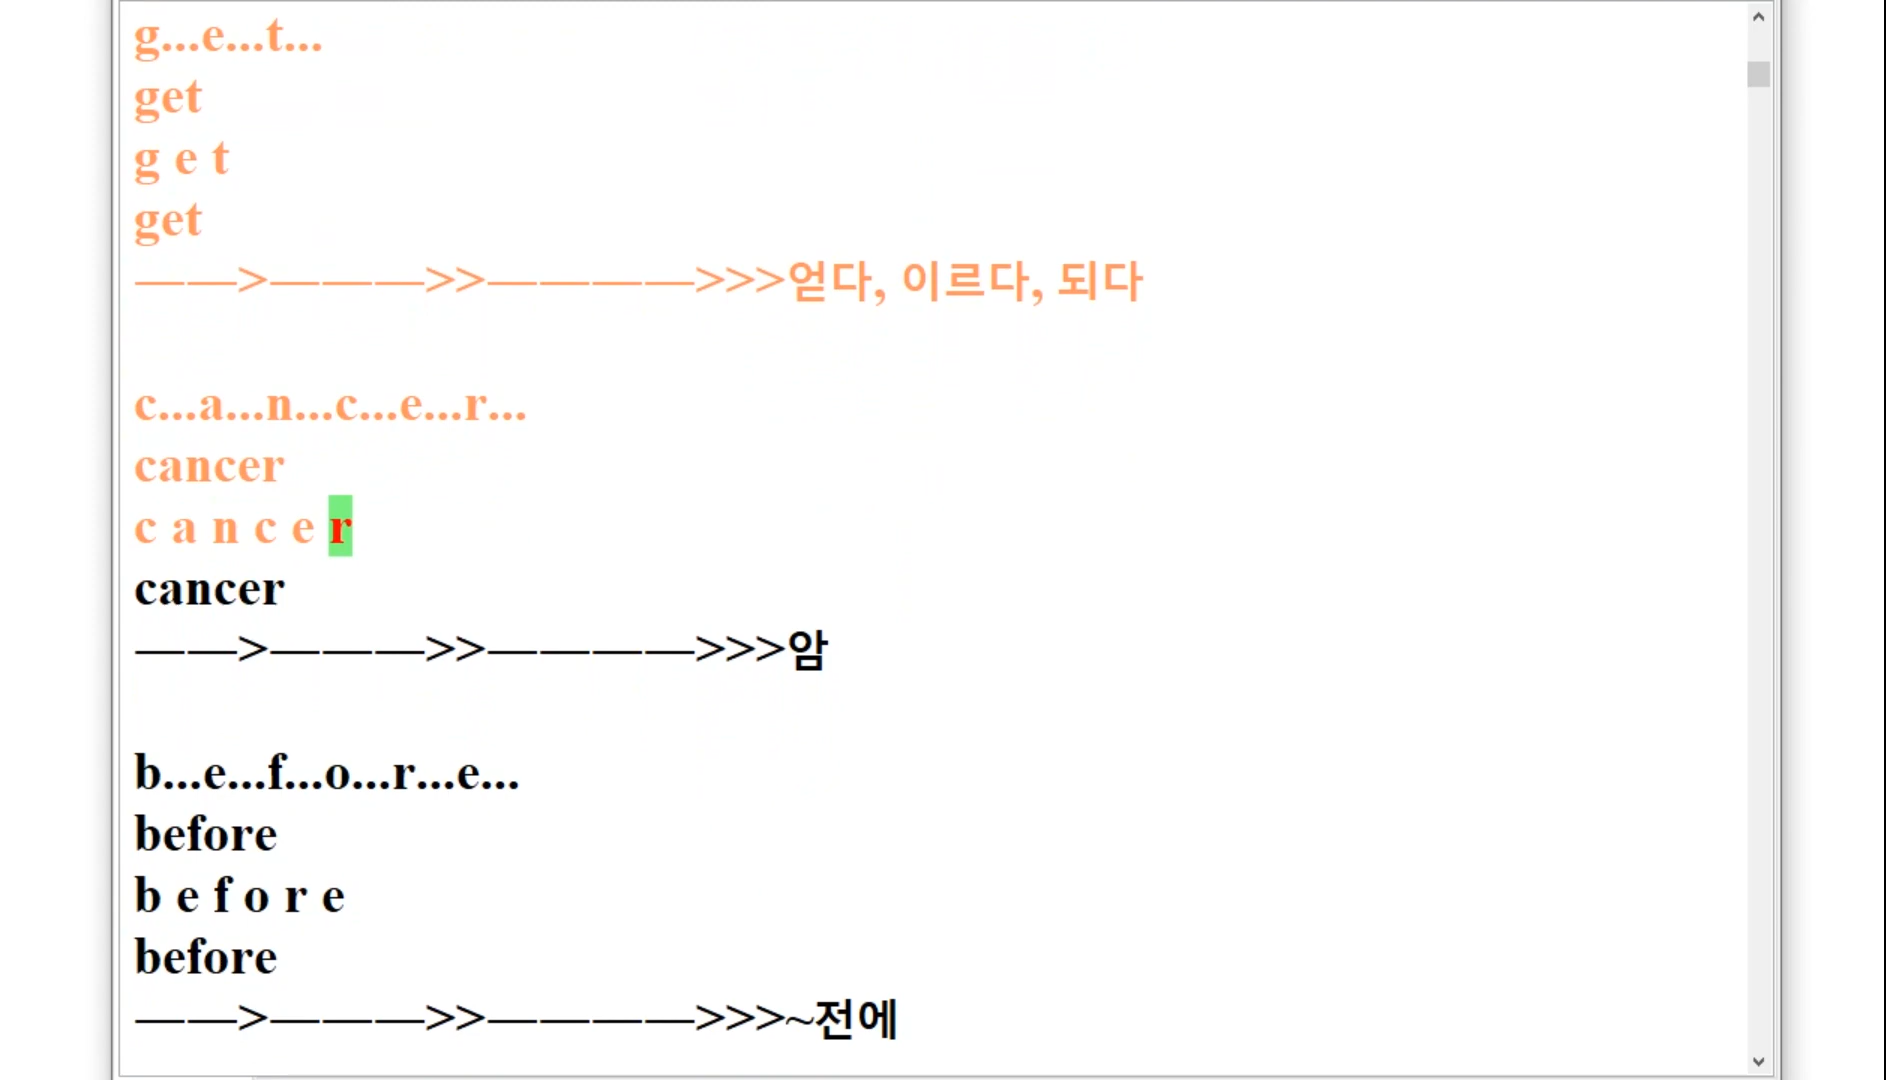 g...e...t...
get
g e t
get
——>———>>————>>>얻다, 이르다, 되다
c...a...n...c...e...r...
cancer
c a n c e r
cancer
——>———>>————>>>암
b...e...f...o...r...e...
before
b e f o r e
before
——>———>>————>>>~전에